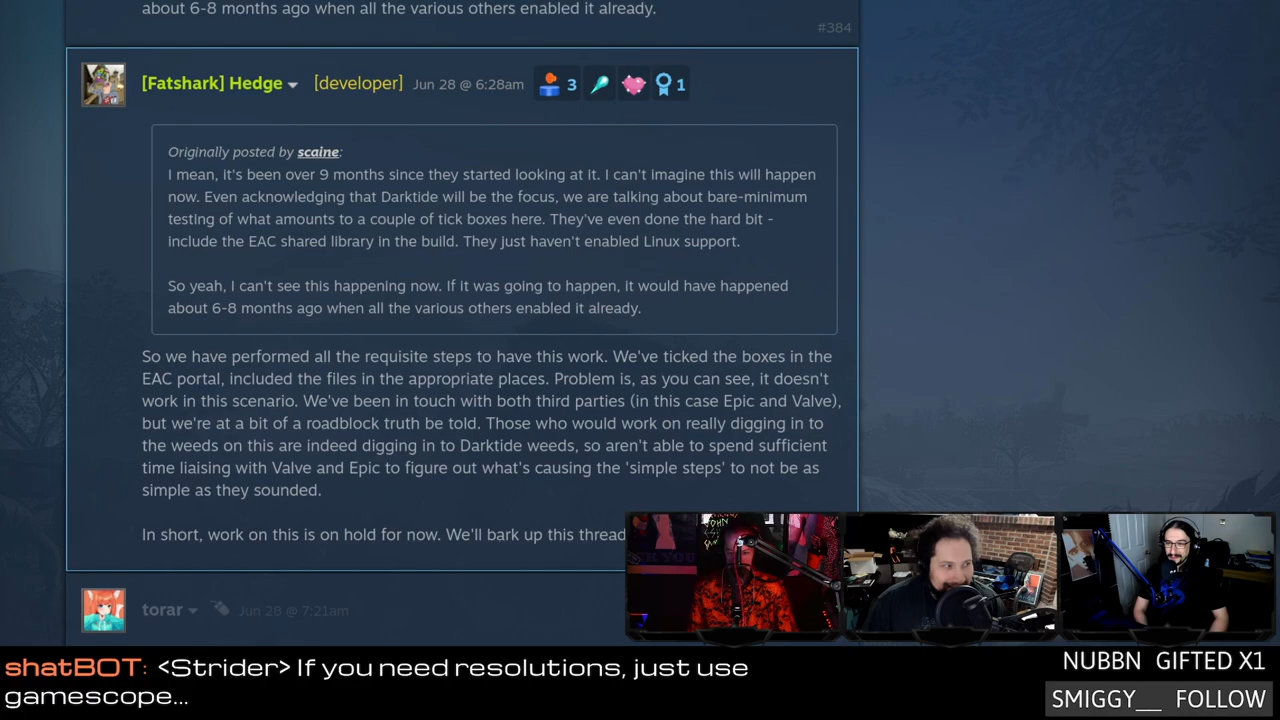 about 6-8 months ago when all the various others enabled it already.
#384
[Fatshark] Hedge [developer] Jun 28 @ 6:28am 3 1
Originally posted by scaine:
I mean, it's been over 9 months since they started looking at it. I can't imagine this will happen
now. Even acknowledging that Darktide will be the focus, we are talking about bare-minimum
testing of what amounts to a couple of tick boxes here. They've even done the hard bit -
include the EAC shared library in the build. They just haven't enabled Linux support.
So yeah, I can't see this happening now. If it was going to happen, it would have happened
about 6-8 months ago when all the various others enabled it already.
So we have performed all the requisite steps to have this work. We've ticked the boxes in the
EAC portal, included the files in the appropriate places. Problem is, as you can see, it doesn't
work in this scenario. We've been in touch with both third parties (in this case Epic and Valve),
but we're at a bit of a roadblock truth be told. Those who would work on really digging in to
the weeds on this are indeed digging in to Darktide weeds, so aren't able to spend sufficient
time liaising with Valve and Epic to figure out what's causing the 'simple steps' to not be as
simple as they sounded.
In short, work on this is on hold for now. We'll bark up this thread
torar Jun 28 @ 7:21am
shatBOT: <Strider> If you need resolutions, just use
gamescope...
NUBBN GIFTED X1
SMIGGY__ FOLLOW